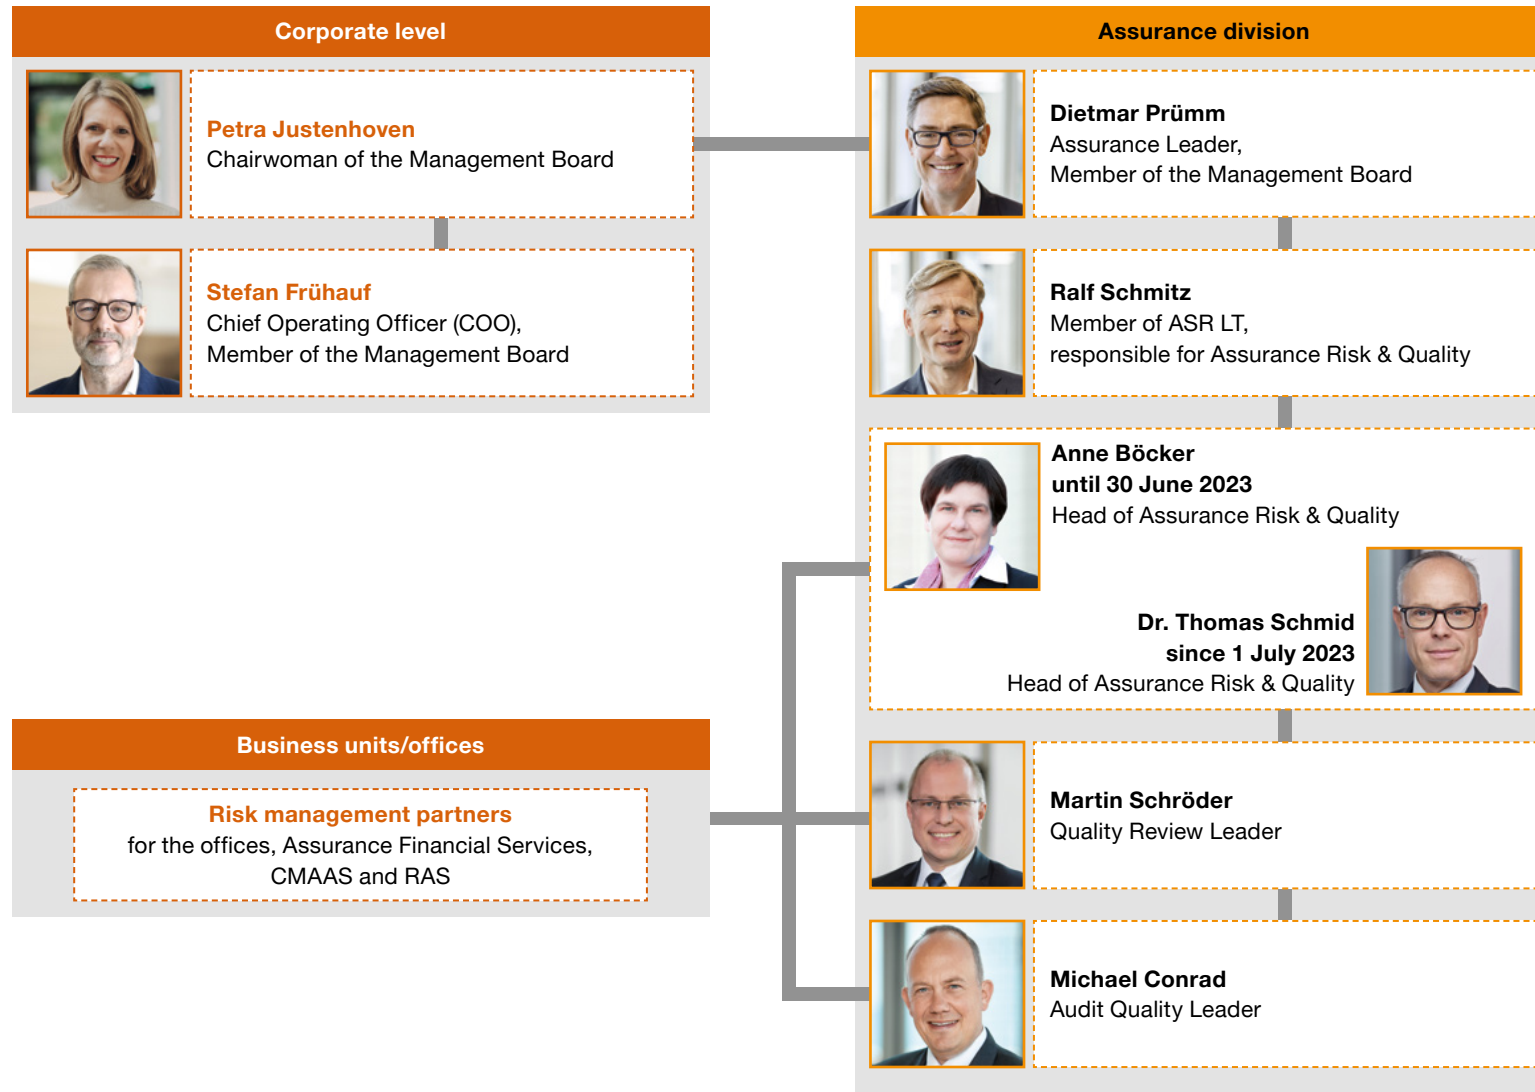 Corporate level
Petra Justenhoven
Chairwoman of the Management Board
Stefan Frühauf
Chief Operating Officer (COO),
Member of the Management Board
Assurance division
Dietmar Prümm
Assurance Leader,
Member of the Management Board
Ralf Schmitz
Member of ASR LT,
responsible for Assurance Risk & Quality
Anne Böcker
until 30 June 2023
Head of Assurance Risk & Quality
Dr. Thomas Schmid
since 1 July 2023
Head of Assurance Risk & Quality
Martin Schröder
Quality Review Leader
Michael Conrad
Audit Quality Leader
Business units/offices
Risk management partners
for the offices, Assurance Financial Services,
CMAAS and RAS